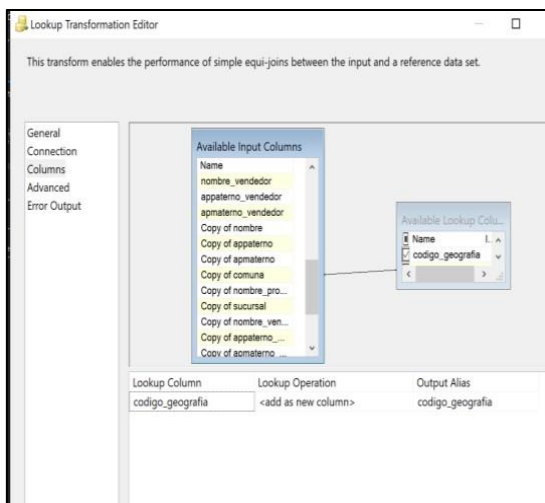 Lookup Transformation Editor
This transform enables the performance of simple equi-joins between the input and a reference data set.
General
Connection
Columns
Advanced
Error Output
Available Input Columns
Name
nombre_vendedor
appaterno_vendedor
apmaterno_vendedor
Copy of nombre
Copy of appaterno
Copy of apmaterno
Copy of comuna
Copy of nombre_pro...
Copy of sucursal
Copy of nombre_ven...
Copy of appaterno_...
Copy of apmaterno ...
Available Lookup Colu...
Name
codigo_geografia
Lookup Column Lookup Operation Output Alias
codigo_geografia <add as new column> codigo_geografia